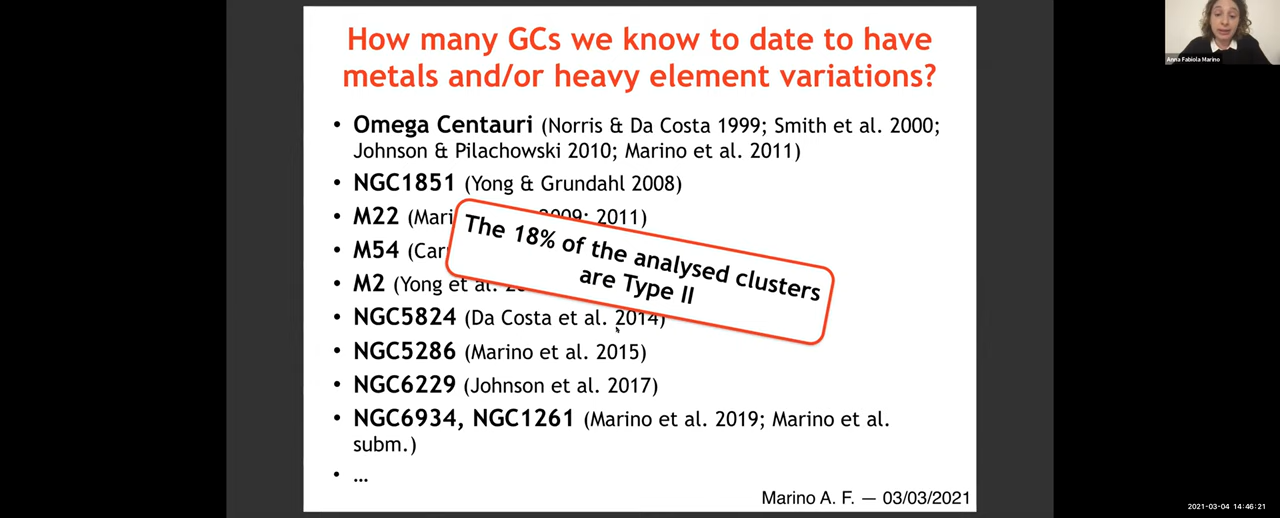 How many GCs we know to date to have
metals and/or heavy element variations?
• Omega Centauri (Norris & Da Costa 1999; Smith et al. 2000;
Johnson & Pilachowski 2010; Marino et al. 2011)
• NGC1851 (Yong & Grundahl 2008)
• M22 (Mari 2009; 2011)
• M54 (Car
The 18% of the analysed clusters
are Type II
• M2 (Yong et al.
• NGC5824 (Da Costa et al. 2014)
• NGC5286 (Marino et al. 2015)
• NGC6229 (Johnson et al. 2017)
• NGC6934, NGC1261 (Marino et al. 2019; Marino et al.
subm.)
• ...
Marino A. F. — 03/03/2021
Anna Fabiola Marino
2021-03-04 14:46:21